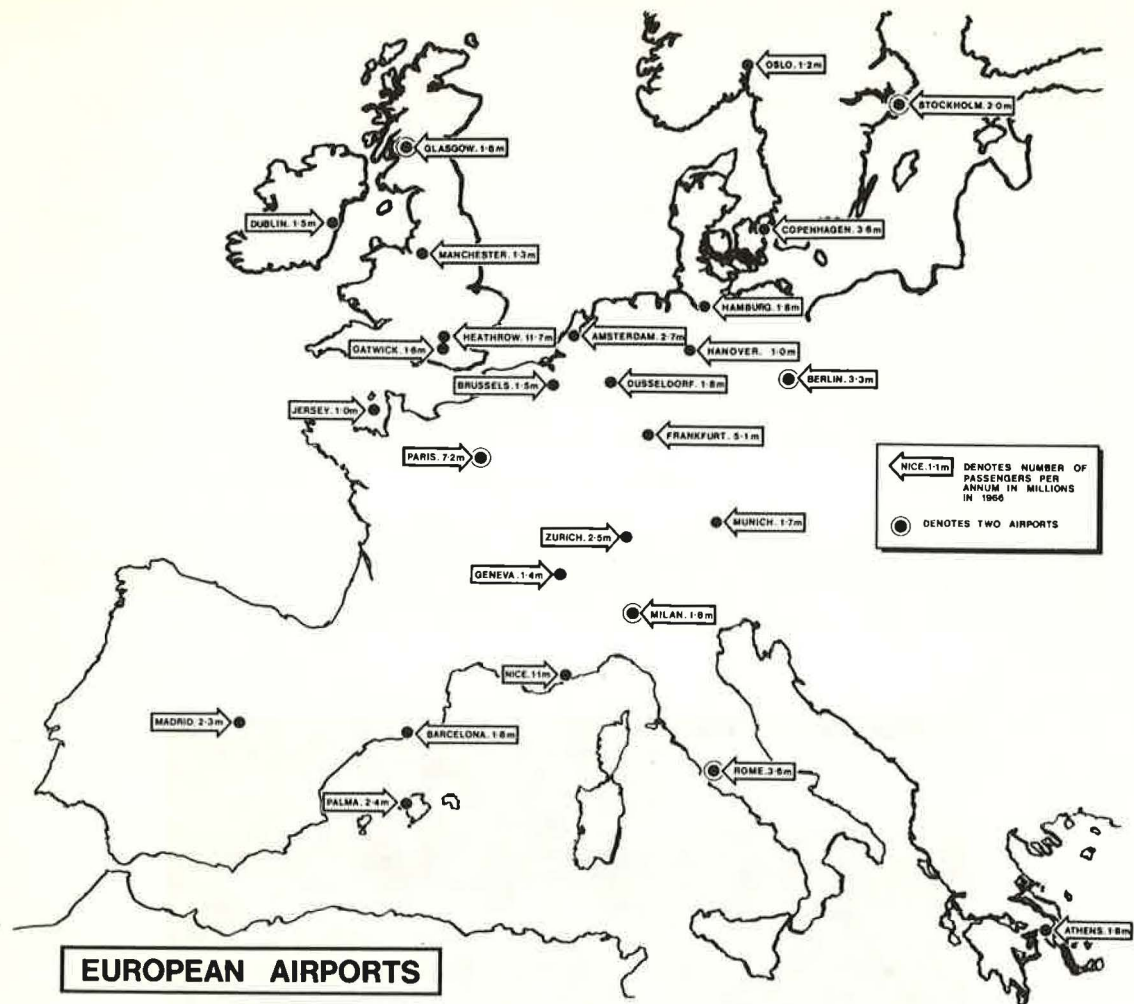 OSLO. 1·2m
STOCKHOLM. 2·0m
GLASGOW. 1·6m
DUBLIN. 1·5m
COPENHAGEN. 3·6m
MANCHESTER. 1·3m
HAMBURG. 1·8m
HEATHROW. 11·7m
AMSTERDAM. 2·7m
GATWICK. 1·6m
HANOVER. 1·0m
BRUSSELS. 1·5m
DUSSELDORF. 1·8m
BERLIN. 3·3m
JERSEY. 1·0m
FRANKFURT. 5·1m
PARIS. 7·2m
NICE. 1·1m
DENOTES NUMBER OF
PASSENGERS PER
ANNUM IN MILLIONS
IN 1966
DENOTES TWO AIRPORTS
MUNICH. 1·7m
ZURICH. 2·5m
GENEVA. 1·4m
MILAN. 1·8m
NICE. 11m
MADRID. 2·3m
BARCELONA. 1·8m
ROME. 3·6m
PALMA. 2·4m
ATHENS. 1·8m
EUROPEAN AIRPORTS